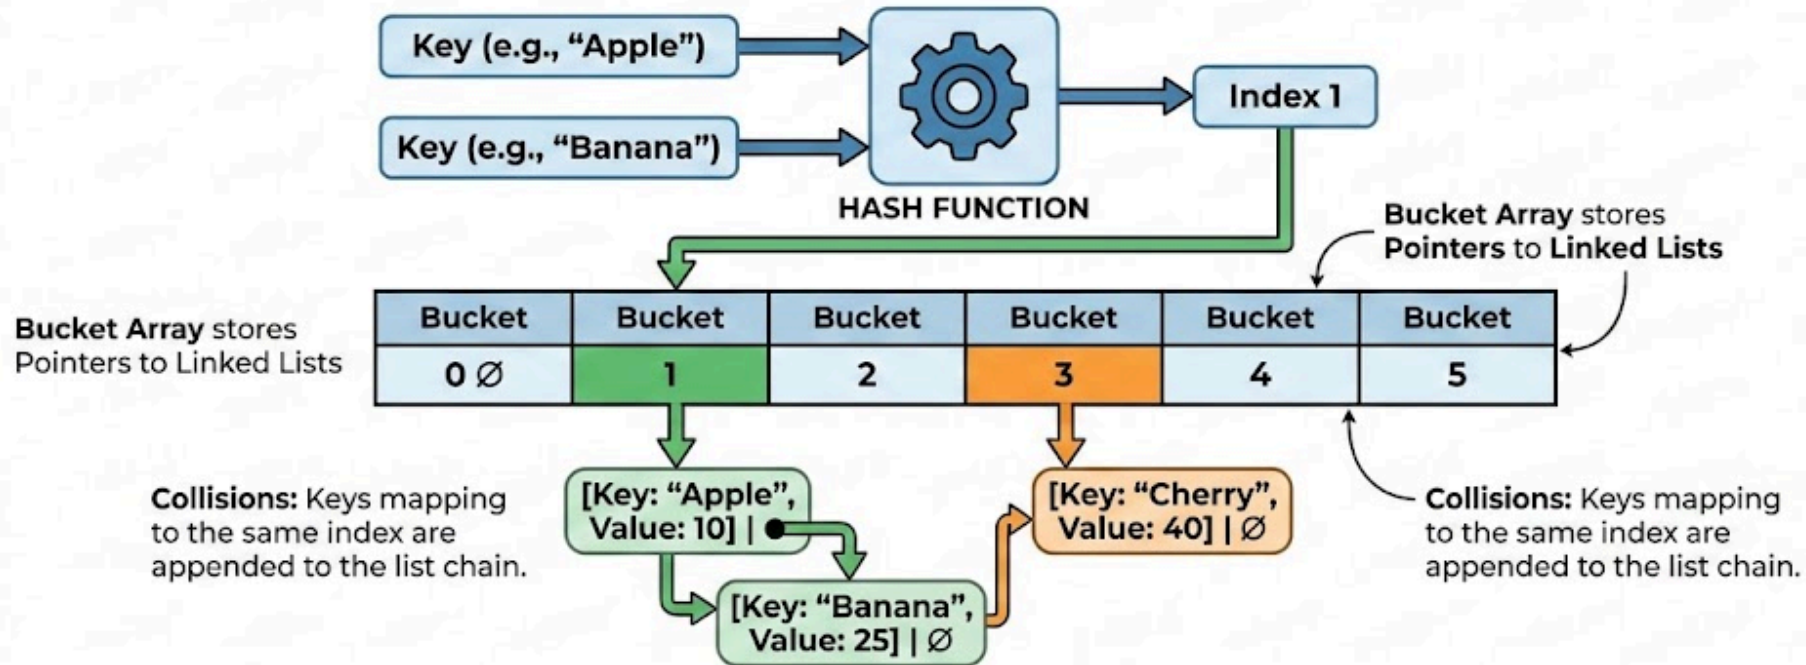 Key (e.g., “Apple”)
Key (e.g., “Banana”)
HASH FUNCTION
Index 1
Bucket Array stores
Pointers to Linked Lists
Bucket Array stores
Pointers to Linked Lists
Bucket Bucket Bucket Bucket Bucket Bucket
0 ∅ 1 2 3 4 5
Collisions: Keys mapping
to the same index are
appended to the list chain.
[Key: “Apple”,
Value: 10] |
[Key: “Banana”,
Value: 25] | ∅
[Key: “Cherry”,
Value: 40] | ∅
Collisions: Keys mapping
to the same index are
appended to the list chain.